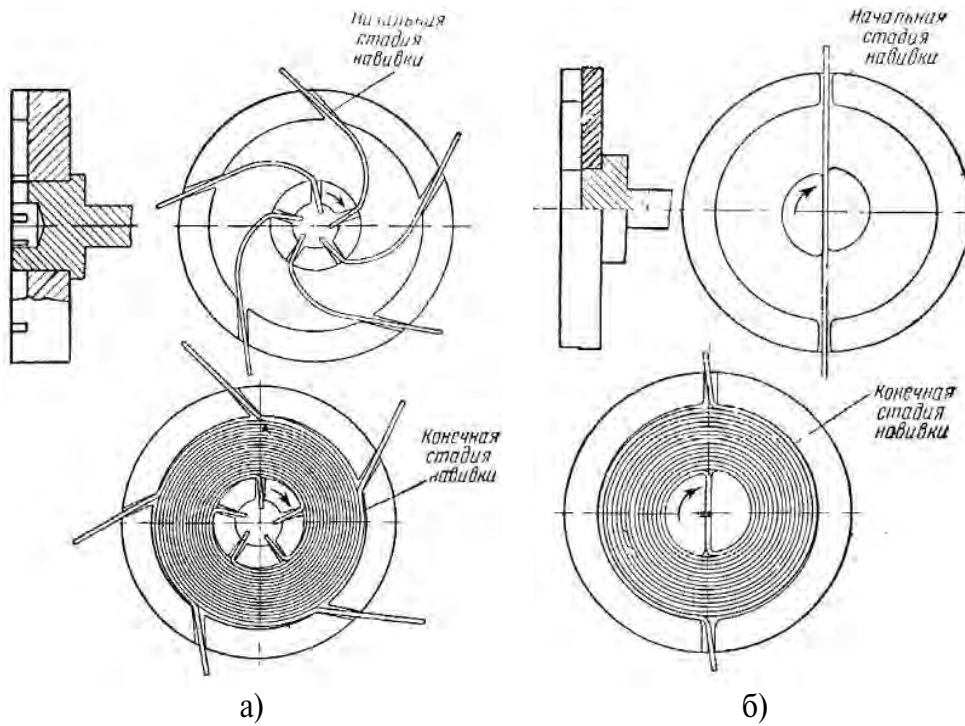 Начальная
стадия
навивки
Начальная
стадия
навивки
Конечная
стадия
навивки
Конечная
стадия
навивки
а)
б)